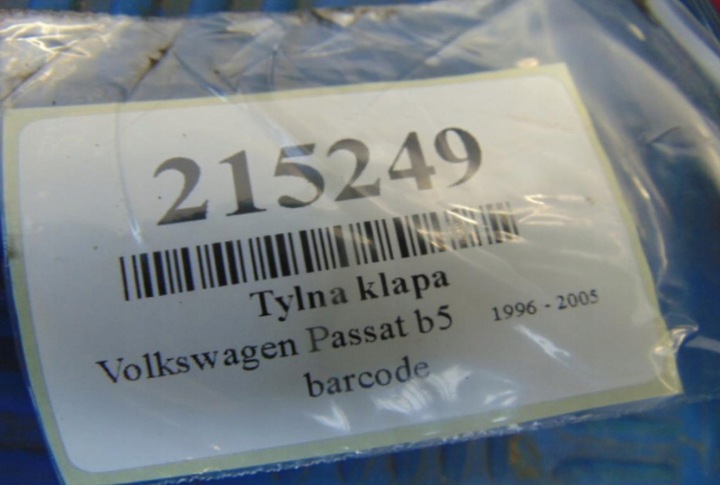 215249
Tylna klapa
Volkswagen Passat b5 1996 - 2005
barcode